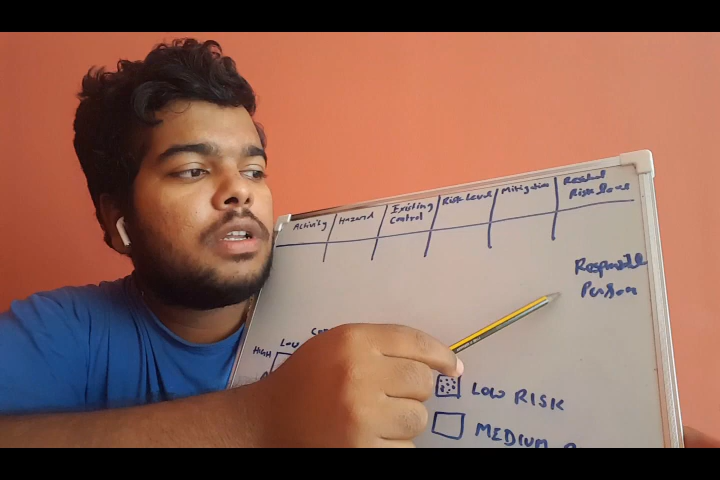 Activity
Hazard
Existing
Control
Risk Level
Mitigation
Residual
Risk level
Responsible
Person
HIGH
LOW RISK
MEDIUM